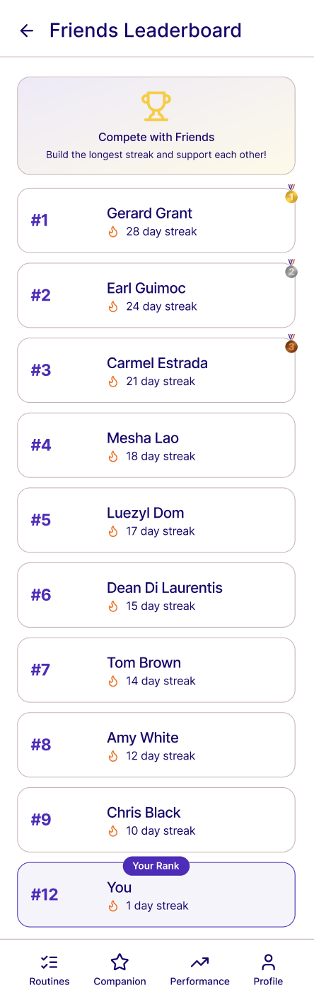 Friends Leaderboard
Compete with Friends
Build the longest streak and support each other!
1
#1
Gerard Grant
28 day streak
2
#2
Earl Guimoc
24 day streak
3
#3
Carmel Estrada
21 day streak
#4
Mesha Lao
18 day streak
#5
Luezyl Dom
17 day streak
#6
Dean Di Laurentis
15 day streak
#7
Tom Brown
14 day streak
#8
Amy White
12 day streak
#9
Chris Black
10 day streak
Your Rank
#12
You
1 day streak
Routines
Companion
Performance
Profile